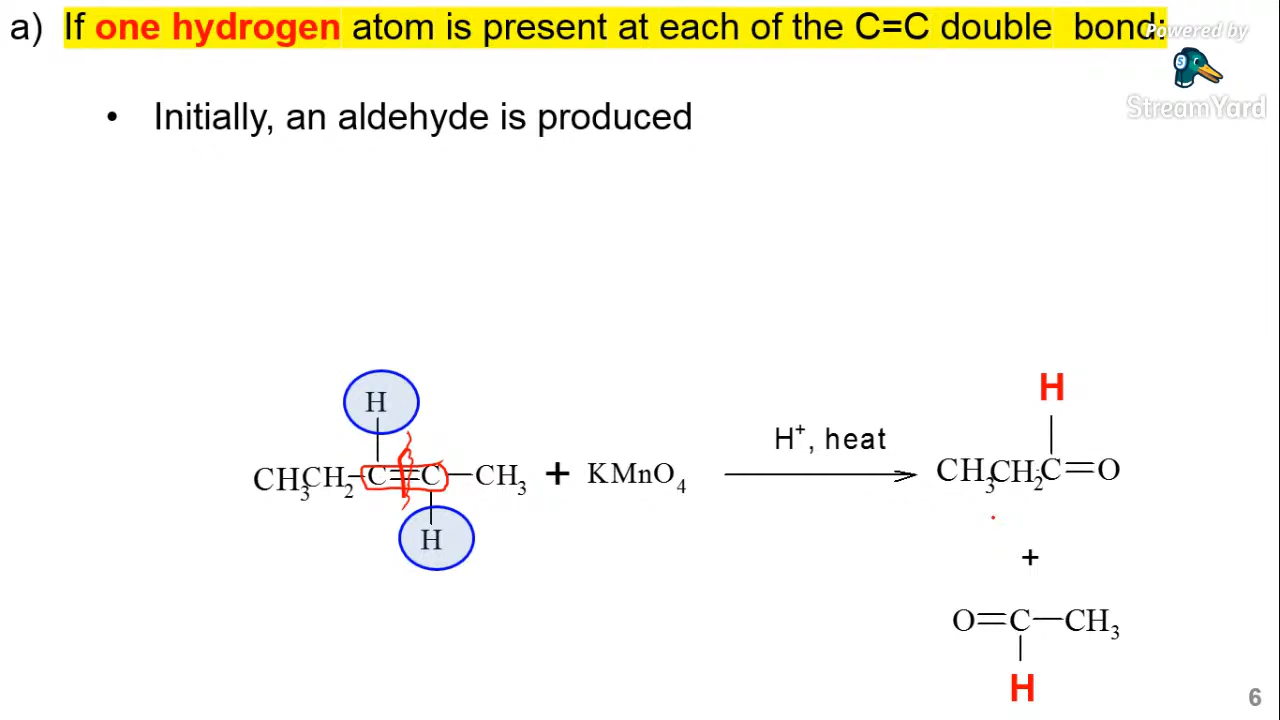 a) If one hydrogen atom is present at each of the C=C double bond:
Powered by
StreamYard
• Initially, an aldehyde is produced
H
CH3CH2–C=C–CH3 + KMnO4
H
H+, heat
H
CH3CH2C=O
+
O=C–CH3
H
6